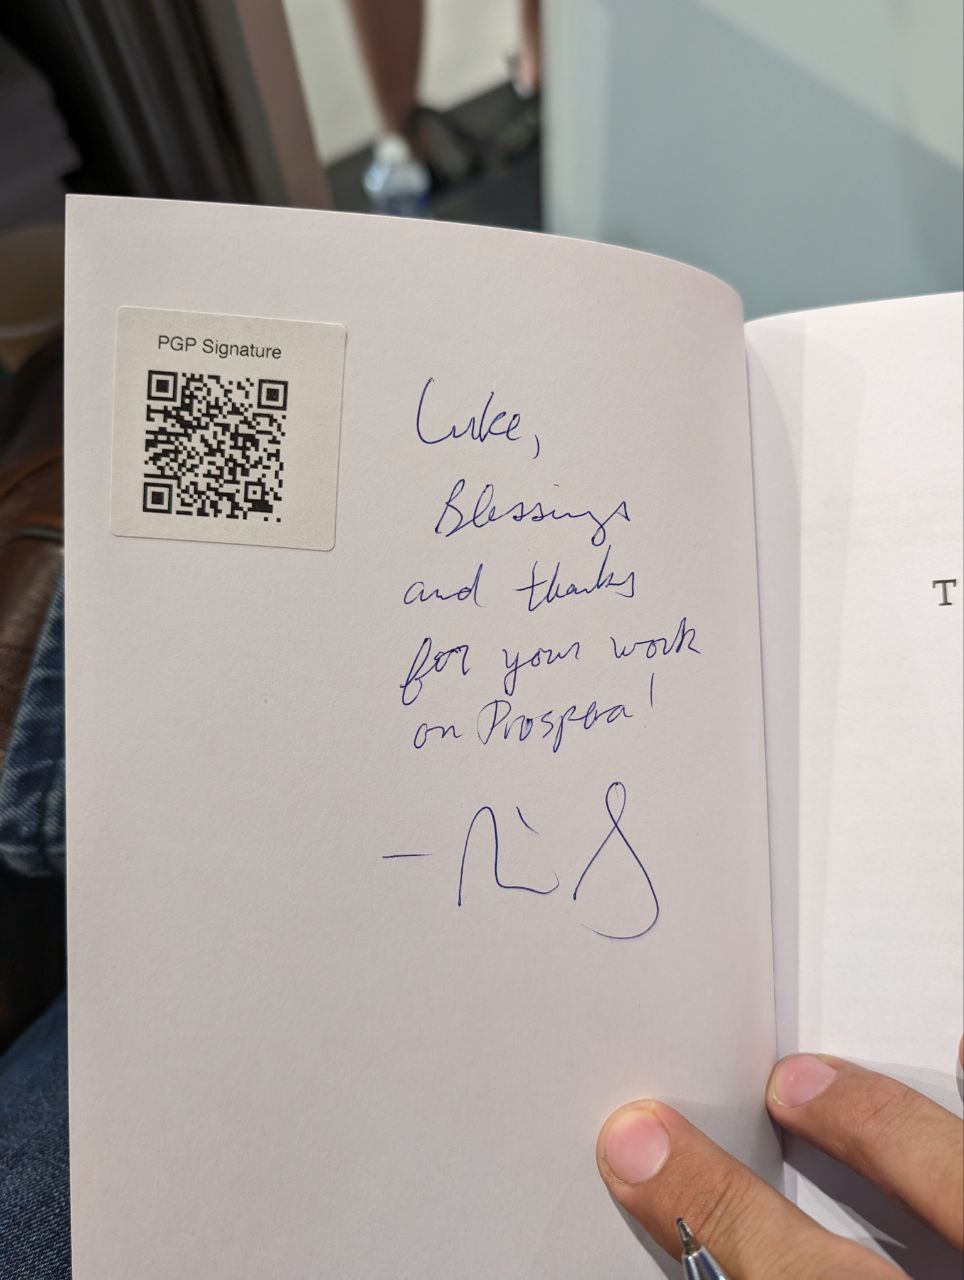 PGP Signature
Luke,
Blessings
and thanks
for your work
on Prospera!
T